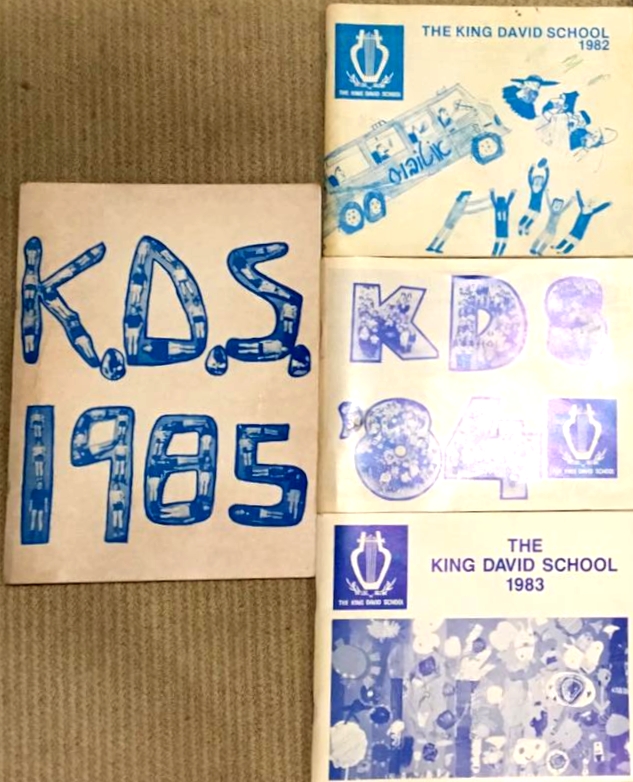 THE KING DAVID SCHOOL
1982
THE KING DAVID SCHOOL
אוטובוס
K.D.S.
1985
KDS
'84
THE KING DAVID SCHOOL
THE
KING DAVID SCHOOL
1983
THE KING DAVID SCHOOL